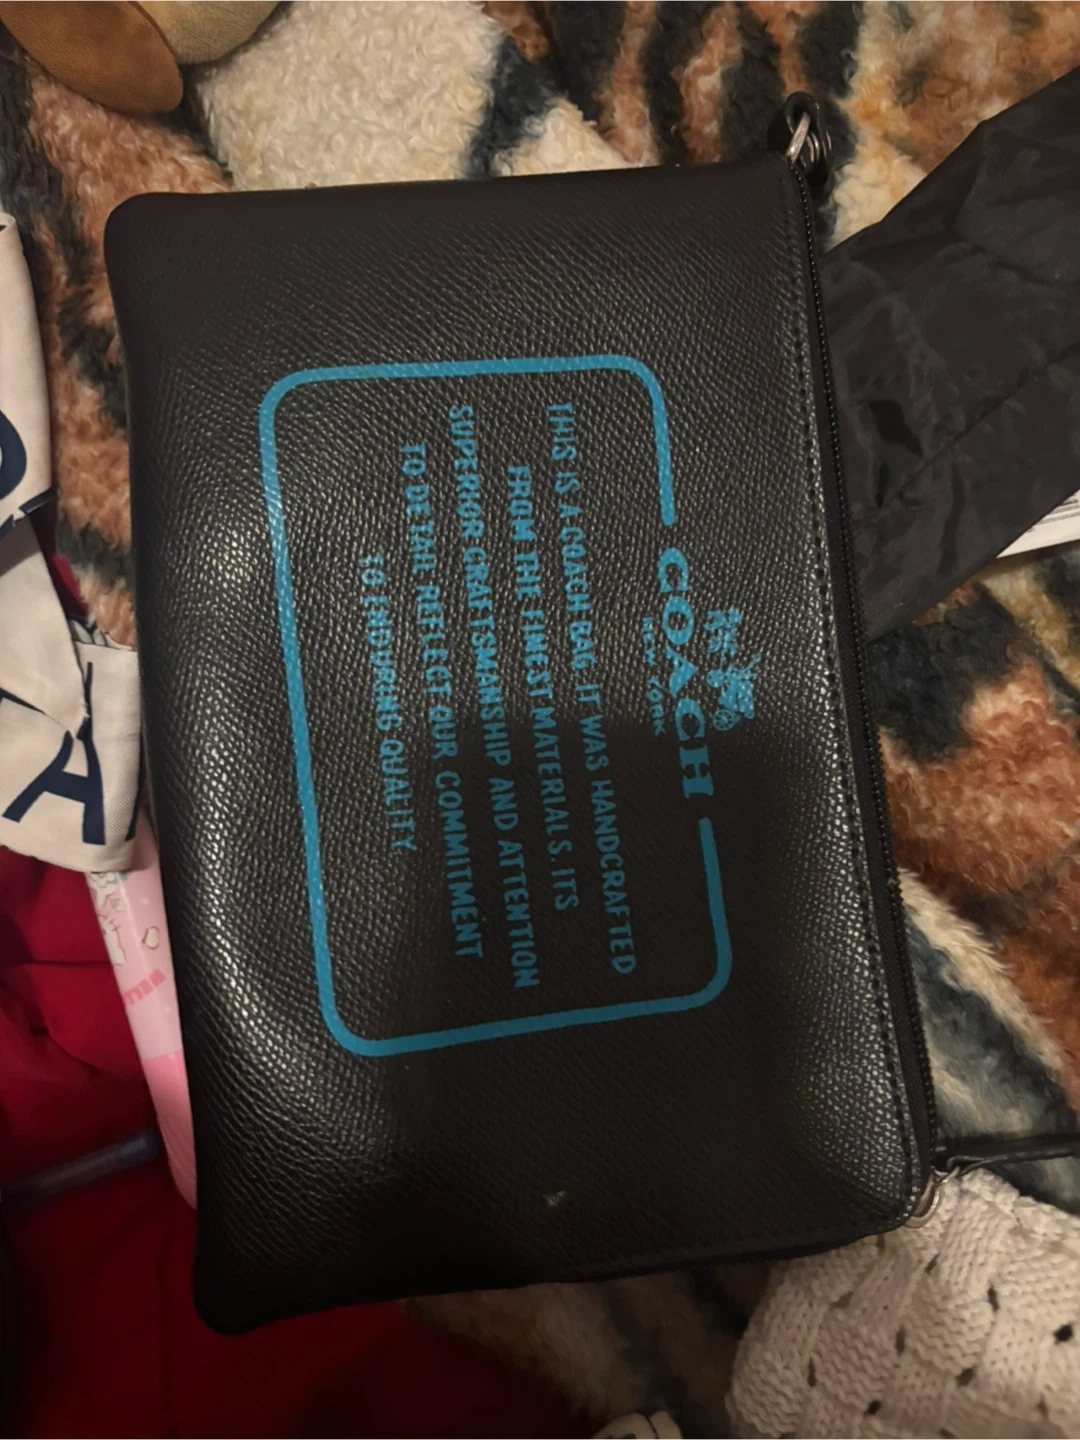 COACH
NEW YORK
THIS IS A COACH BAG. IT WAS HANDCRAFTED
FROM THE FINEST MATERIALS. ITS
SUPERIOR CRAFTSMANSHIP AND ATTENTION
TO DETAIL REFLECT OUR COMMITMENT
TO ENDURING QUALITY